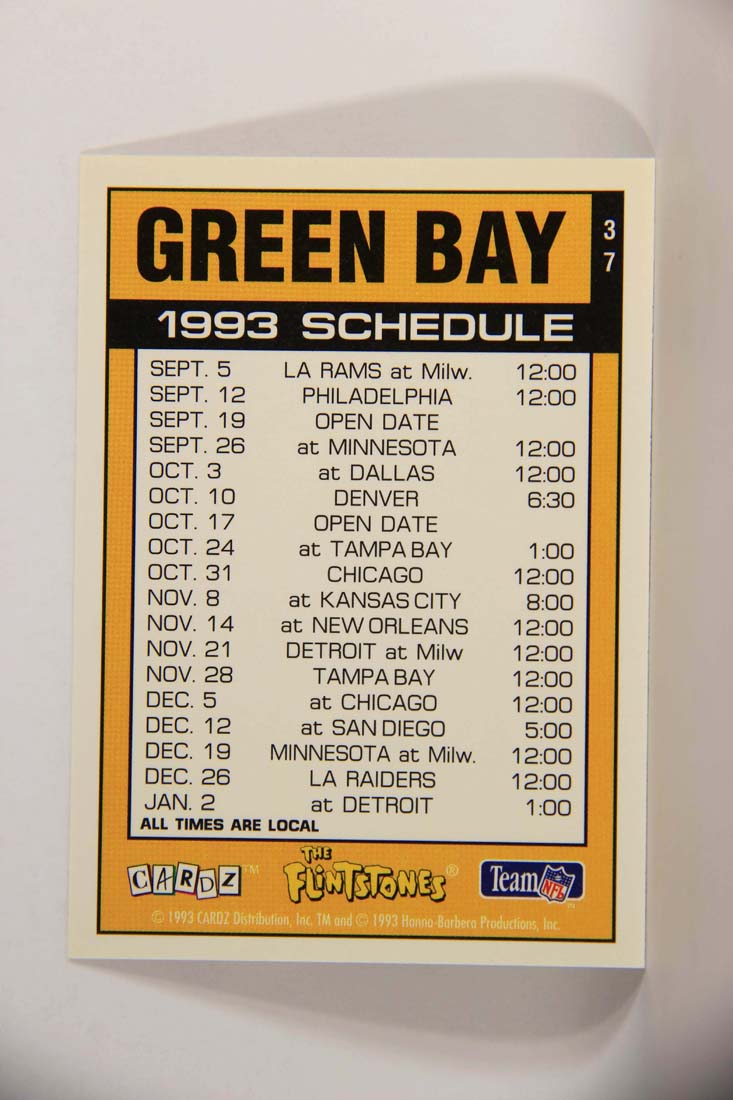 GREEN BAY
37
1993 SCHEDULE
SEPT. 5 LA RAMS at Milw. 12:00
SEPT. 12 PHILADELPHIA 12:00
SEPT. 19 OPEN DATE
SEPT. 26 at MINNESOTA 12:00
OCT. 3 at DALLAS 12:00
OCT. 10 DENVER 6:30
OCT. 17 OPEN DATE
OCT. 24 at TAMPA BAY 1:00
OCT. 31 CHICAGO 12:00
NOV. 8 at KANSAS CITY 8:00
NOV. 14 at NEW ORLEANS 12:00
NOV. 21 DETROIT at Milw 12:00
NOV. 28 TAMPA BAY 12:00
DEC. 5 at CHICAGO 12:00
DEC. 12 at SAN DIEGO 5:00
DEC. 19 MINNESOTA at Milw. 12:00
DEC. 26 LA RAIDERS 12:00
JAN. 2 at DETROIT 1:00
ALL TIMES ARE LOCAL
CARDZ™ THE FLINTSTONES® Team NFL™
© 1993 CARDZ Distribution, Inc. TM and © 1993 Hanna-Barbera Productions, Inc.